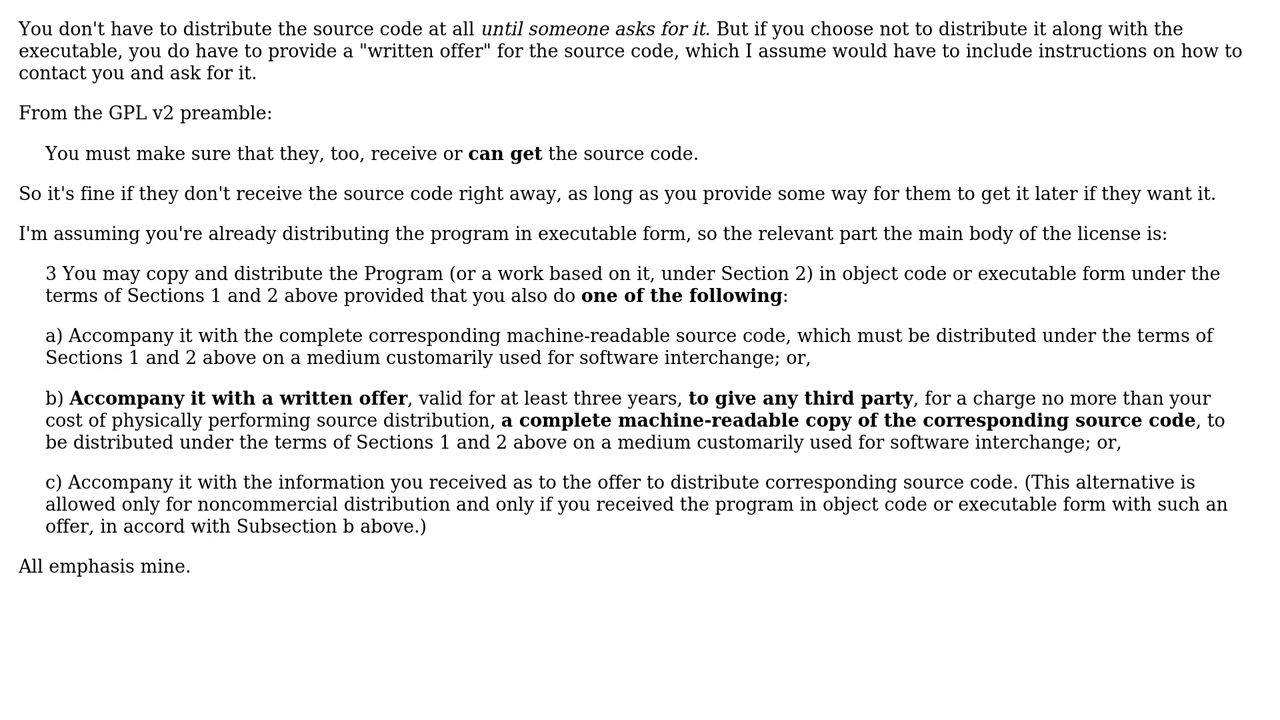 You don't have to distribute the source code at all until someone asks for it. But if you choose not to distribute it along with the
executable, you do have to provide a "written offer" for the source code, which I assume would have to include instructions on how to
contact you and ask for it.
From the GPL v2 preamble:
You must make sure that they, too, receive or can get the source code.
So it's fine if they don't receive the source code right away, as long as you provide some way for them to get it later if they want it.
I'm assuming you're already distributing the program in executable form, so the relevant part the main body of the license is:
3 You may copy and distribute the Program (or a work based on it, under Section 2) in object code or executable form under the
terms of Sections 1 and 2 above provided that you also do one of the following:
a) Accompany it with the complete corresponding machine-readable source code, which must be distributed under the terms of
Sections 1 and 2 above on a medium customarily used for software interchange; or,
b) Accompany it with a written offer, valid for at least three years, to give any third party, for a charge no more than your
cost of physically performing source distribution, a complete machine-readable copy of the corresponding source code, to
be distributed under the terms of Sections 1 and 2 above on a medium customarily used for software interchange; or,
c) Accompany it with the information you received as to the offer to distribute corresponding source code. (This alternative is
allowed only for noncommercial distribution and only if you received the program in object code or executable form with such an
offer, in accord with Subsection b above.)
All emphasis mine.